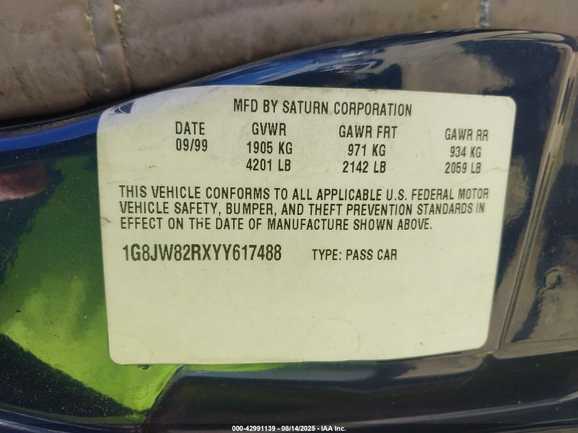 MFD BY SATURN CORPORATION
DATE GVWR GAWR FRT GAWR RR
09/99 1905 KG 971 KG 934 KG
4201 LB 2142 LB 2059 LB
THIS VEHICLE CONFORMS TO ALL APPLICABLE U.S. FEDERAL MOTOR
VEHICLE SAFETY, BUMPER, AND THEFT PREVENTION STANDARDS IN
EFFECT ON THE DATE OF MANUFACTURE SHOWN ABOVE.
1G8JW82RXYY617488 TYPE: PASS CAR
000-42991139 - 08/14/2025 - IAA Inc.